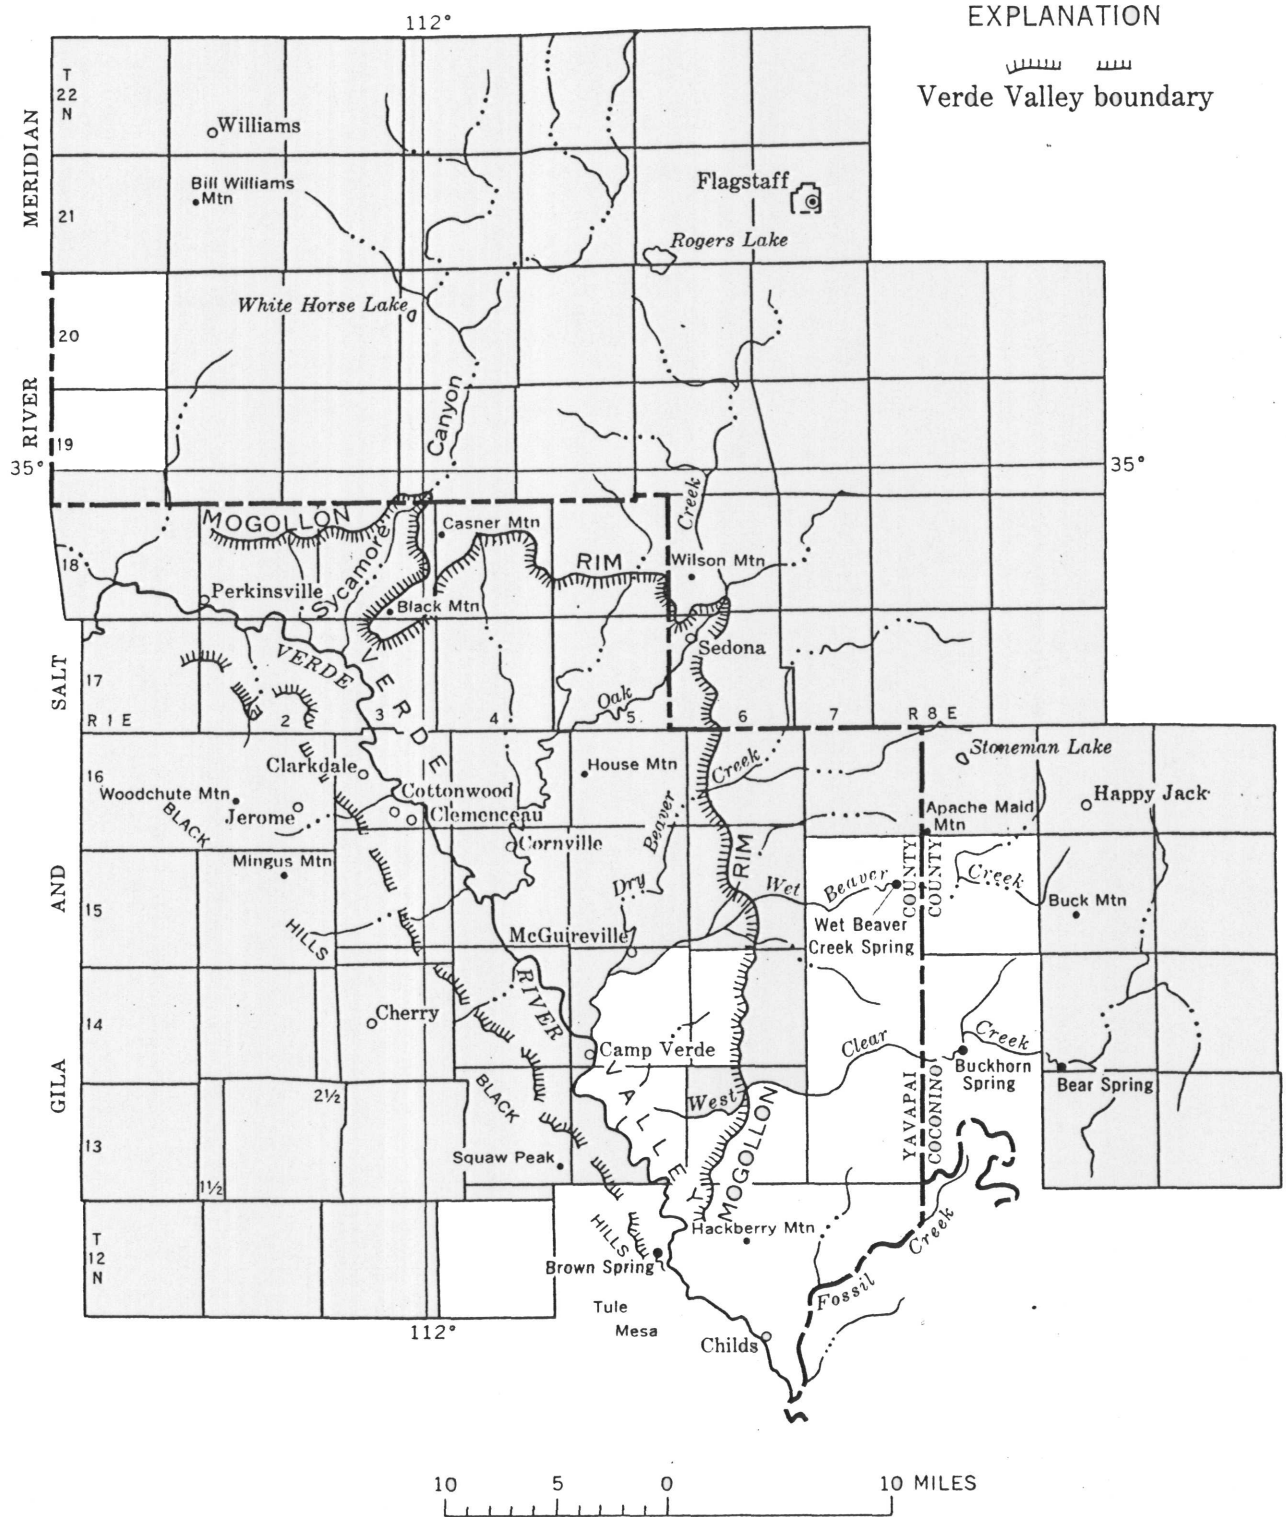 EXPLANATION
Verde Valley boundary
112°
T
22
N
Williams
Bill Williams
Mtn
21
Flagstaff
Rogers Lake
White Horse Lake
20
Canyon
19
35°
35°
Creek
MOGOLLON
Casner Mtn
RIM
Wilson Mtn
18
Perkinsville
Sycamore
Black Mtn
Sedona
VERDE
17
Oak
R 1 E
2
3
4
5
6
7
R 8 E
VERDE
Stoneman Lake
House Mtn
Creek
Clarkdale
16
Woodchute Mtn
Cottonwood
Happy Jack
BLACK
Jerome
Clemenceau
Apache Maid
Mtn
Cornville
Beaver
Mingus Mtn
RIM
COUNTY
COUNTY
Dry
Wet
Beaver
Creek
15
Buck Mtn
HILLS
Wet Beaver
Creek Spring
McGuireville
RIVER
14
Cherry
Camp Verde
Clear
Creek
Buckhorn
Spring
Bear Spring
BLACK
VALLEY
West
2½
MOGOLLON
YAVAPAI
COCONINO
13
Squaw Peak
1½
HILLS
Hackberry Mtn
T
12
N
Brown Spring
Creek
Fossil
Tule
Mesa
Childs
112°
GILA AND SALT RIVER MERIDIAN
10 5 0 10 MILES